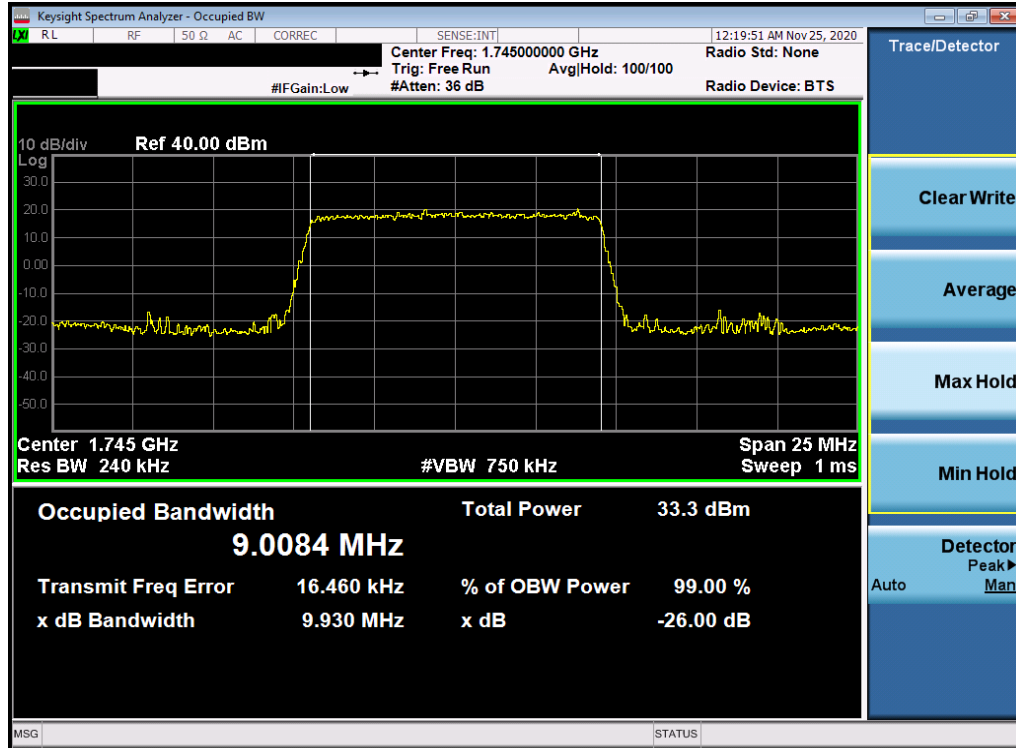 Keysight Spectrum Analyzer - Occupied BW
LXI RL RF 50 Ω AC CORREC SENSE:INT 12:19:51 AM Nov 25, 2020
Center Freq: 1.745000000 GHz Radio Std: None
Trig: Free Run Avg|Hold: 100/100
#IFGain:Low #Atten: 36 dB Radio Device: BTS
10 dB/div Ref 40.00 dBm
Log
30.0
20.0
10.0
0.00
-10.0
-20.0
-30.0
-40.0
-50.0
Center 1.745 GHz Span 25 MHz
Res BW 240 kHz #VBW 750 kHz Sweep 1 ms
Occupied Bandwidth Total Power 33.3 dBm
9.0084 MHz
Transmit Freq Error 16.460 kHz % of OBW Power 99.00 %
x dB Bandwidth 9.930 MHz x dB -26.00 dB
MSG STATUS
Trace/Detector
Clear Write
Average
Max Hold
Min Hold
Detector
Peak▶
Auto Man